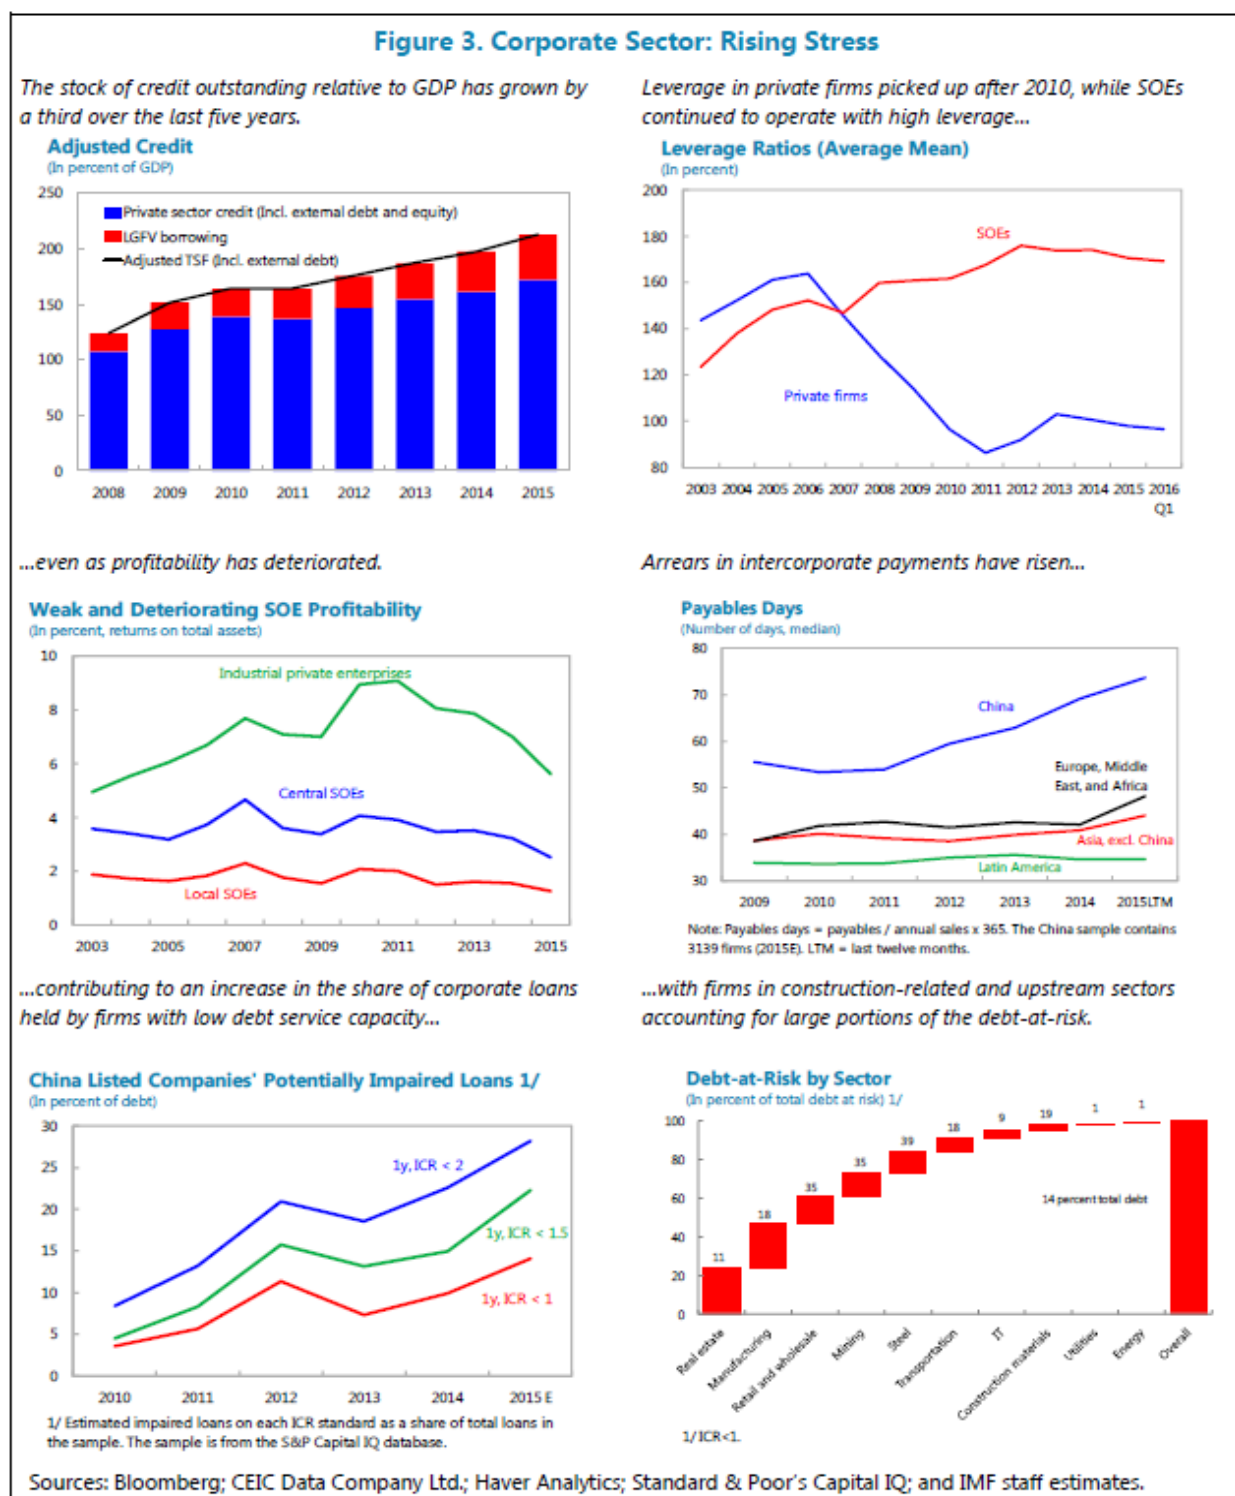 Figure 3. Corporate Sector: Rising Stress
The stock of credit outstanding relative to GDP has grown by
a third over the last five years.
Adjusted Credit
(In percent of GDP)
250
200
150
100
50
0
Private sector credit (Incl. external debt and equity)
LGFV borrowing
Adjusted TSF (Incl. external debt)
2008 2009 2010 2011 2012 2013 2014 2015
Leverage in private firms picked up after 2010, while SOEs
continued to operate with high leverage...
Leverage Ratios (Average Mean)
(In percent)
200
180
160
140
120
100
80
SOEs
Private firms
2003 2004 2005 2006 2007 2008 2009 2010 2011 2012 2013 2014 2015 2016
Q1
...even as profitability has deteriorated.
Weak and Deteriorating SOE Profitability
(In percent, returns on total assets)
10
8
6
4
2
0
Industrial private enterprises
Central SOEs
Local SOEs
2003 2005 2007 2009 2011 2013 2015
Arrears in intercorporate payments have risen...
Payables Days
(Number of days, median)
80
70
60
50
40
30
China
Europe, Middle
East, and Africa
Asia, excl. China
Latin America
2009 2010 2011 2012 2013 2014 2015LTM
Note: Payables days = payables / annual sales x 365. The China sample contains
3139 firms (2015E). LTM = last twelve months.
...contributing to an increase in the share of corporate loans
held by firms with low debt service capacity...
China Listed Companies' Potentially Impaired Loans 1/
(In percent of debt)
30
25
20
15
10
5
0
1y, ICR < 2
1y, ICR < 1.5
1y, ICR < 1
2010 2011 2012 2013 2014 2015 E
1/ Estimated impaired loans on each ICR standard as a share of total loans in
the sample. The sample is from the S&P Capital IQ database.
...with firms in construction-related and upstream sectors
accounting for large portions of the debt-at-risk.
Debt-at-Risk by Sector
(In percent of total debt at risk) 1/
100
80
60
40
20
0
11
18
35
35
39
18
9
19
1
1
14 percent total debt
Real estate
Manufacturing
Retail and wholesale
Mining
Steel
Transportation
IT
Construction materials
Utilities
Energy
Overall
1/ ICR<1.
Sources: Bloomberg; CEIC Data Company Ltd.; Haver Analytics; Standard & Poor's Capital IQ; and IMF staff estimates.